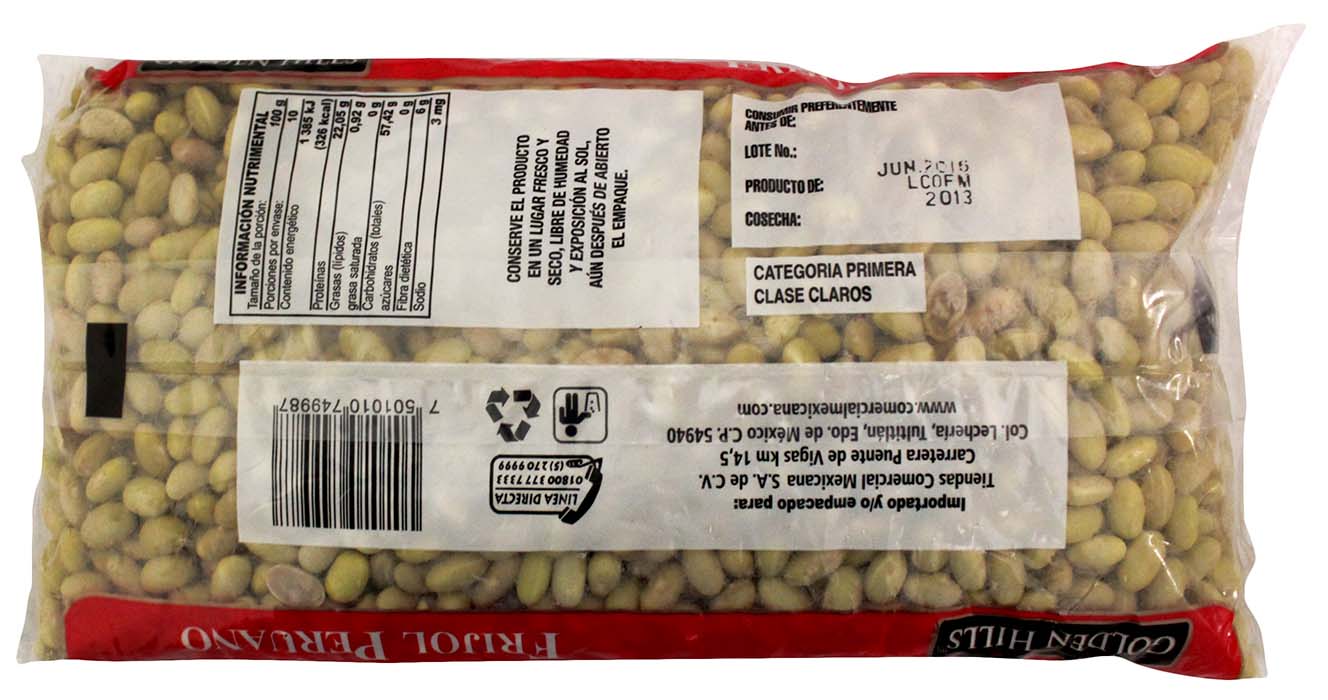 GOLDEN HILLS
INFORMACIÓN NUTRIMENTAL
Tamaño de la porción: 100 g
Porciones por envase: 10
Contenido energético 1 385 kJ
(326 kcal)
Proteínas 22,05 g
Grasas (lípidos) 0,92 g
grasa saturada 0 g
Carbohidratos (totales) 57,42 g
azúcares 0 g
Fibra dietética 6 g
Sodio 3 mg
CONSERVE EL PRODUCTO
EN UN LUGAR FRESCO Y
SECO, LIBRE DE HUMEDAD
Y EXPOSICIÓN AL SOL,
AÚN DESPUÉS DE ABIERTO
EL EMPAQUE.
CONSUMIR PREFERENTEMENTE
ANTES DE:
LOTE No.:
PRODUCTO DE:
COSECHA:
JUN.
LCOFM
2013
CATEGORIA PRIMERA
CLASE CLAROS
Importado y/o empacado para:
Tiendas Comercial Mexicana S.A. de C.V.
Carretera Puente de Vigas km 14,5
Col. Lechería, Tultitlán, Edo. de México C.P. 54940
www.comercialmexicana.com
LINEA DIRECTA
01800 377 7333
(5) 270 9999
7 501010 749987
GOLDEN HILLS
FRIJOL PERUANO